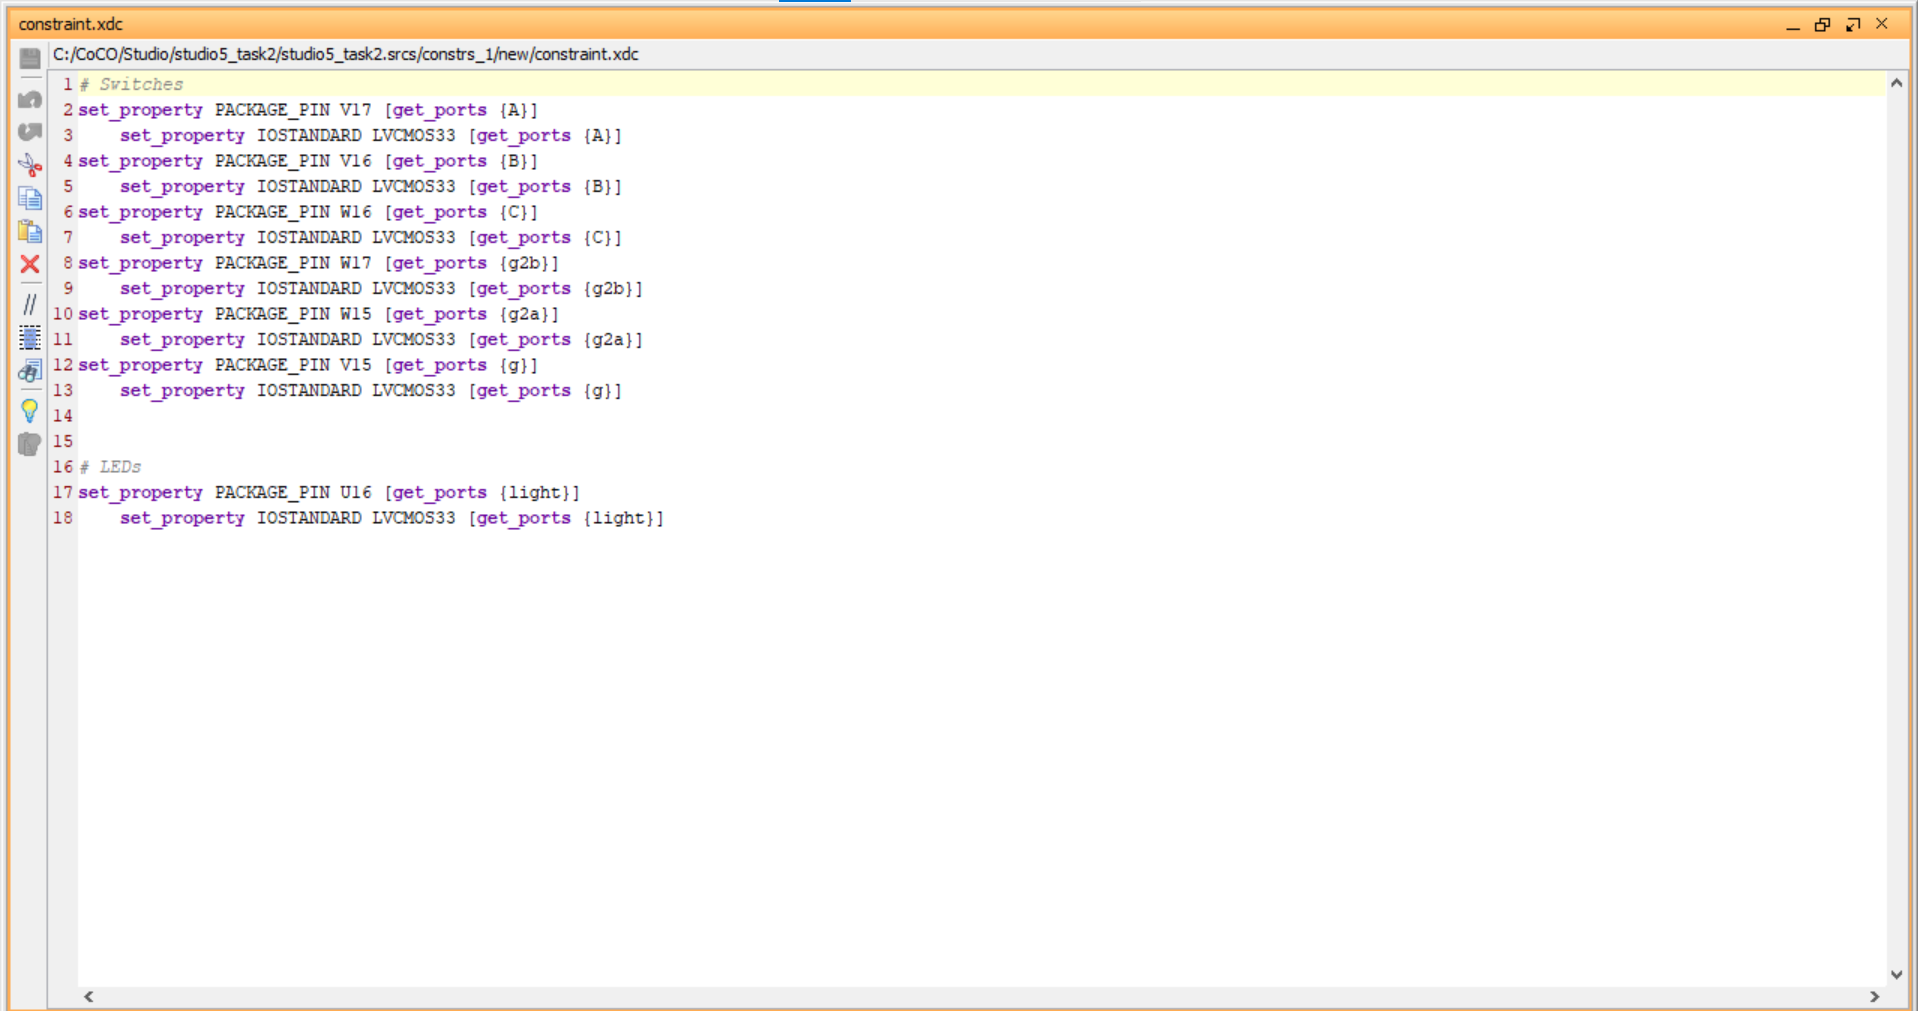 constraint.xdc
C:/CoCO/Studio/studio5_task2/studio5_task2.srcs/constrs_1/new/constraint.xdc
1 # Switches
2 set_property PACKAGE_PIN V17 [get_ports {A}]
3     set_property IOSTANDARD LVCMOS33 [get_ports {A}]
4 set_property PACKAGE_PIN V16 [get_ports {B}]
5     set_property IOSTANDARD LVCMOS33 [get_ports {B}]
6 set_property PACKAGE_PIN W16 [get_ports {C}]
7     set_property IOSTANDARD LVCMOS33 [get_ports {C}]
8 set_property PACKAGE_PIN W17 [get_ports {g2b}]
9     set_property IOSTANDARD LVCMOS33 [get_ports {g2b}]
10 set_property PACKAGE_PIN W15 [get_ports {g2a}]
11     set_property IOSTANDARD LVCMOS33 [get_ports {g2a}]
12 set_property PACKAGE_PIN V15 [get_ports {g}]
13     set_property IOSTANDARD LVCMOS33 [get_ports {g}]
14
15
16 # LEDs
17 set_property PACKAGE_PIN U16 [get_ports {light}]
18     set_property IOSTANDARD LVCMOS33 [get_ports {light}]